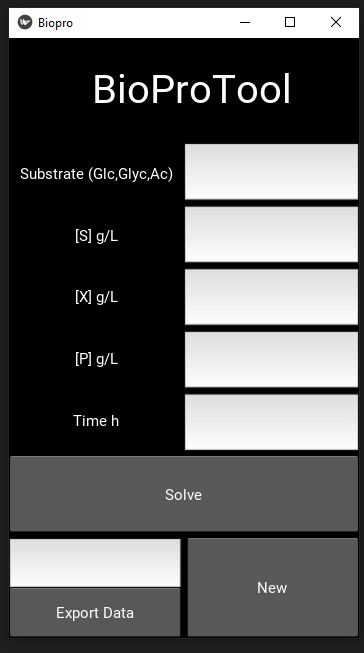 Biopro
BioProTool
Substrate (Glc,Glyc,Ac)
[S] g/L
[X] g/L
[P] g/L
Time h
Solve
New
Export Data